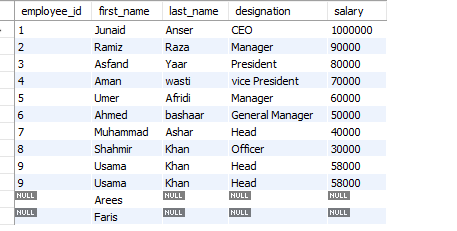 employee_id first_name last_name designation salary
1 Junaid Anser CEO 1000000
2 Ramiz Raza Manager 90000
3 Asfand Yaar President 80000
4 Aman wasti vice President 70000
5 Umer Afridi Manager 60000
6 Ahmed bashaar General Manager 50000
7 Muhammad Ashar Head 40000
8 Shahmir Khan Officer 30000
9 Usama Khan Head 58000
9 Usama Khan Head 58000
NULL Arees NULL NULL NULL
NULL Faris NULL NULL NULL